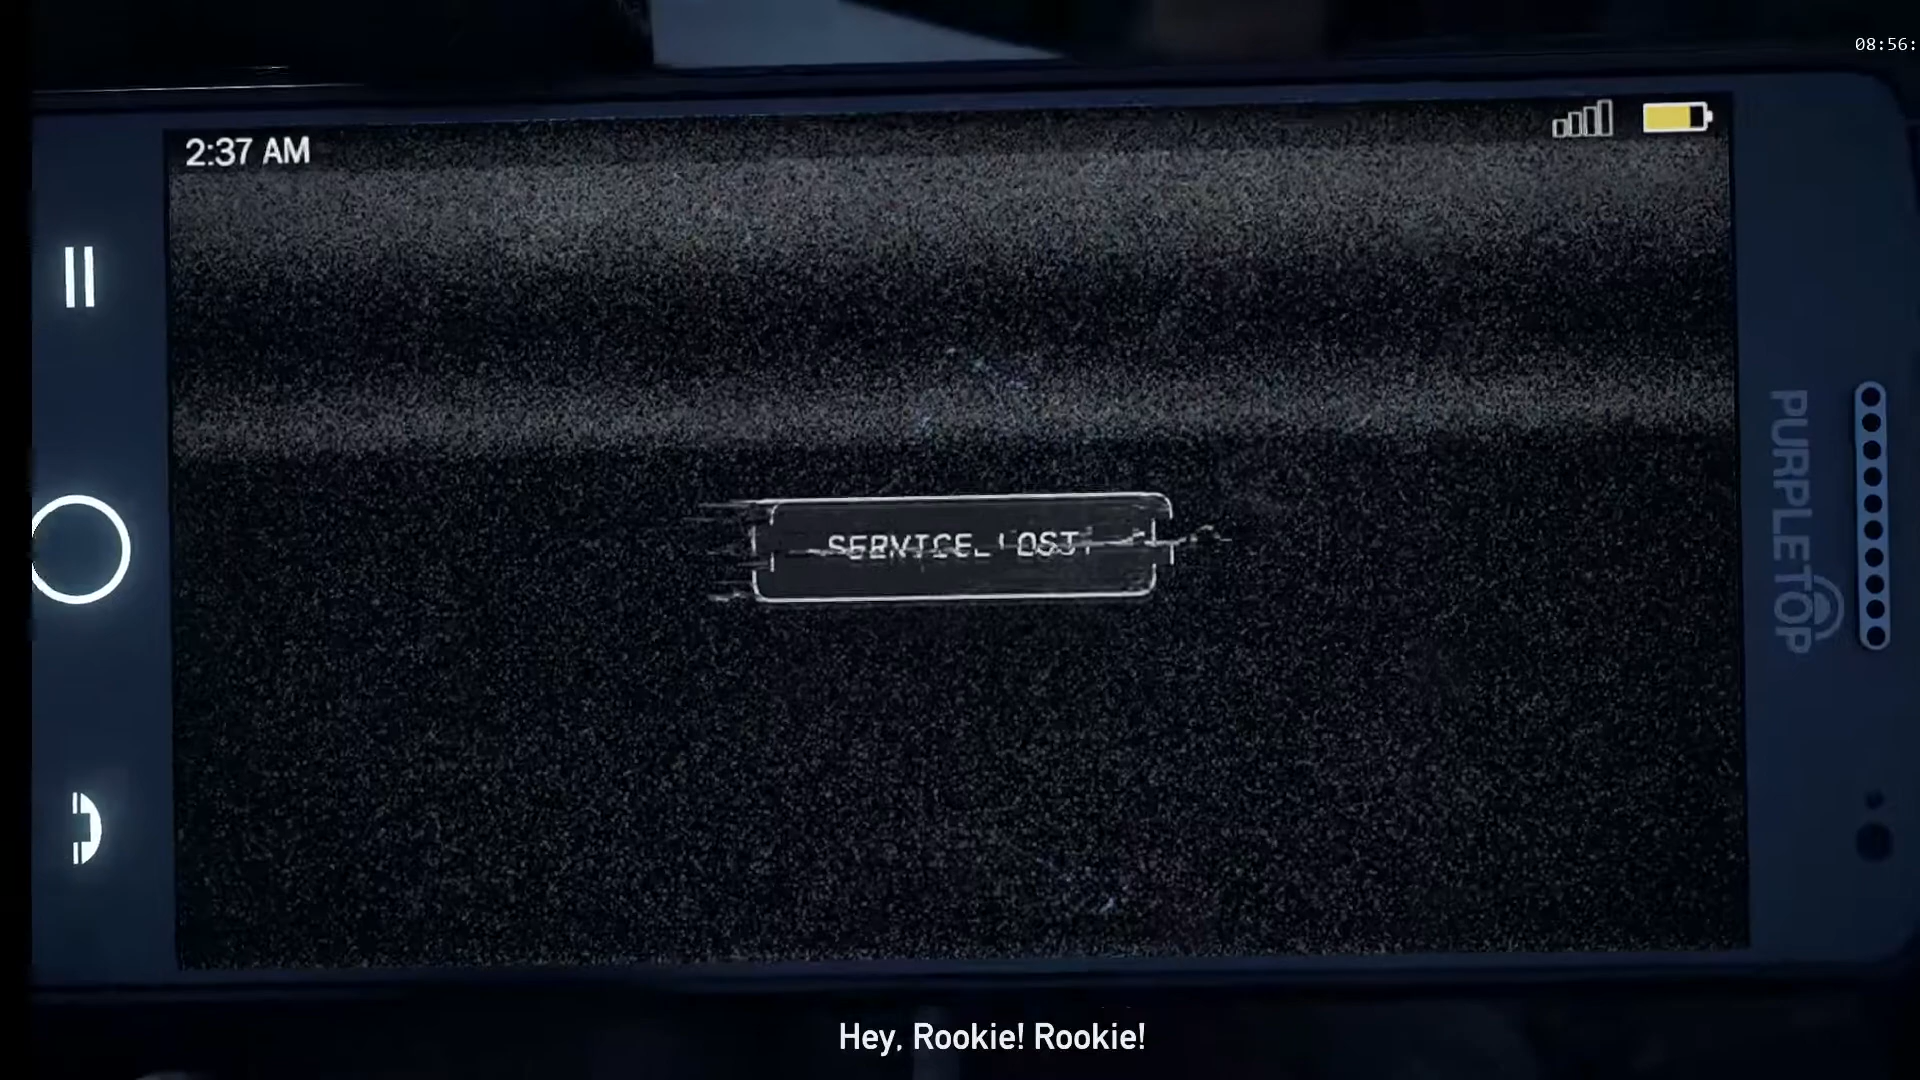 08:56:
2:37 AM
SERVICE LOST
PURPLETOP
Hey, Rookie! Rookie!